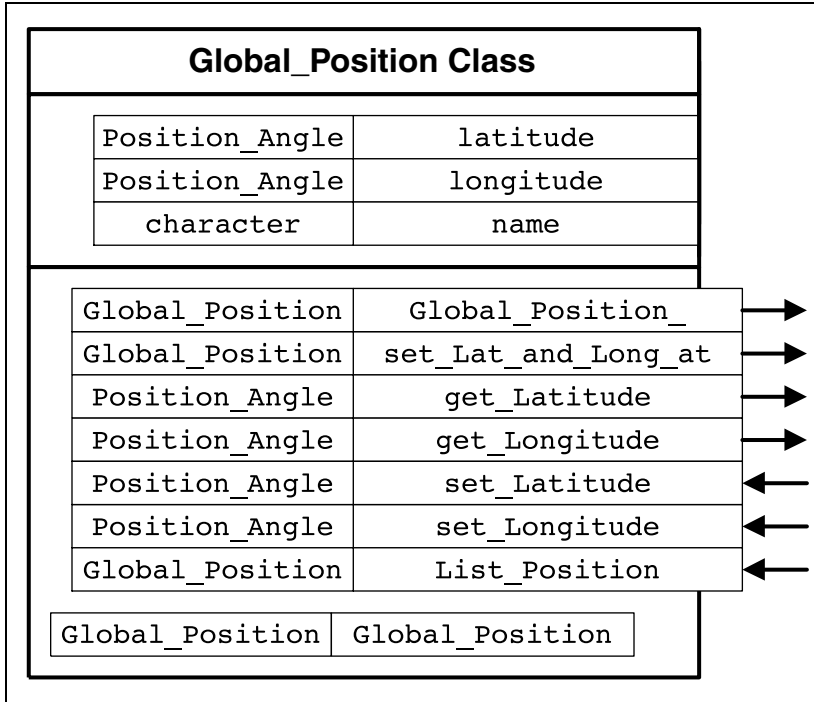 Global_Position Class
Position_Angle latitude
Position_Angle longitude
character name
Global_Position Global_Position_
Global_Position set_Lat_and_Long_at
Position_Angle get_Latitude
Position_Angle get_Longitude
Position_Angle set_Latitude
Position_Angle set_Longitude
Global_Position List_Position
Global_Position Global_Position